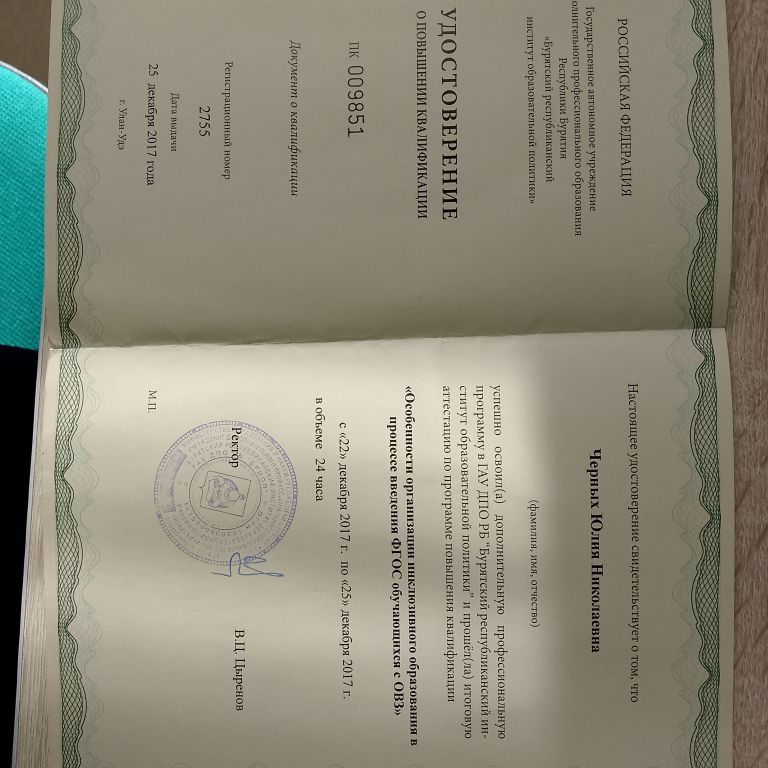 РОССИЙСКАЯ ФЕДЕРАЦИЯ
Государственное автономное учреждение
профессионального образования
Республики Бурятия
«Бурятский республиканский
институт образовательной политики»
УДОСТОВЕРЕНИЕ
О ПОВЫШЕНИИ КВАЛИФИКАЦИИ
ПК 009851
Документ о квалификации
Регистрационный номер
2755
Дата выдачи
25 декабря 2017 года
г. Улан-Удэ
Настоящее удостоверение свидетельствует о том, что
Черных Юлия Николаевна
(фамилия, имя, отчество)
успешно освоил(а) дополнительную профессиональную
программу в ГАУ ДПО РБ “Бурятский республиканский ин-
ститут образовательной политики” и прошёл(ла) итоговую
аттестацию по программе повышения квалификации
«Особенности организации инклюзивного образования в
процессе введения ФГОС обучающихся с ОВЗ»
с «22» декабря 2017 г. по «25» декабря 2017 г.
в объеме 24 часа
Ректор В.Ц. Цыренов
М.П.